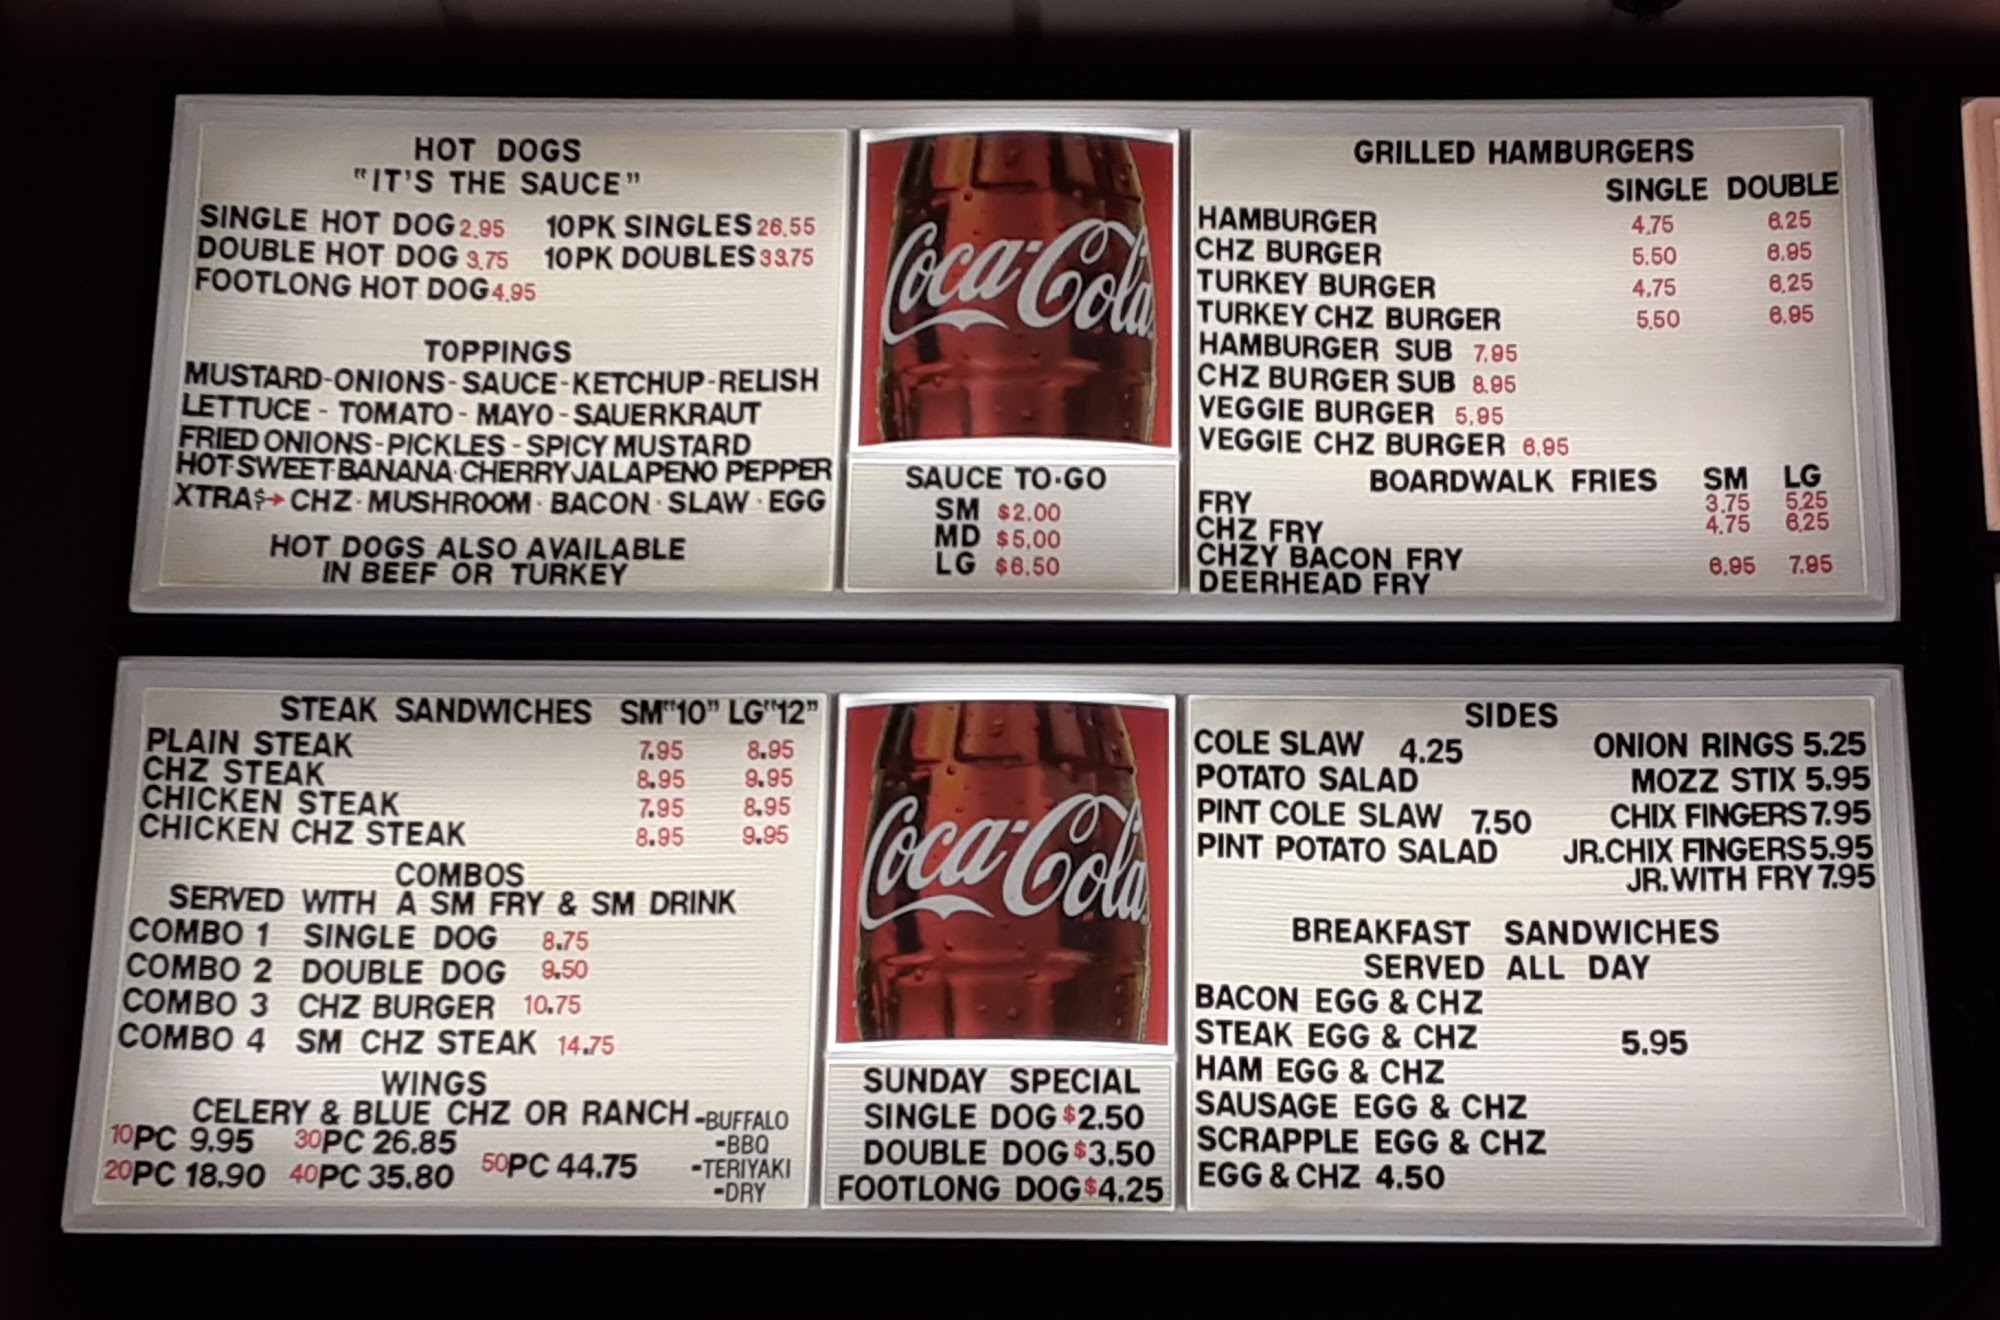 HOT DOGS
"IT'S THE SAUCE"
SINGLE HOT DOG 2.95 10PK SINGLES 26.55
DOUBLE HOT DOG 3.75 10PK DOUBLES 33.75
FOOTLONG HOT DOG 4.95
TOPPINGS
MUSTARD-ONIONS-SAUCE-KETCHUP-RELISH
LETTUCE - TOMATO - MAYO - SAUERKRAUT
FRIED ONIONS-PICKLES - SPICY MUSTARD
HOT·SWEET·BANANA·CHERRY JALAPENO PEPPER
XTRA$→ CHZ · MUSHROOM · BACON · SLAW · EGG
HOT DOGS ALSO AVAILABLE
IN BEEF OR TURKEY
Coca-Cola
SAUCE TO-GO
SM $2.00
MD $5.00
LG $6.50
GRILLED HAMBURGERS
SINGLE DOUBLE
HAMBURGER 4.75 6.25
CHZ BURGER 5.50 6.95
TURKEY BURGER 4.75 6.25
TURKEY CHZ BURGER 5.50 6.95
HAMBURGER SUB 7.95
CHZ BURGER SUB 8.95
VEGGIE BURGER 5.95
VEGGIE CHZ BURGER 6.95
BOARDWALK FRIES SM LG
FRY 3.75 5.25
CHZ FRY 4.75 6.25
CHZY BACON FRY 6.95 7.95
DEERHEAD FRY
STEAK SANDWICHES SM"10" LG"12"
PLAIN STEAK 7.95 8.95
CHZ STEAK 8.95 9.95
CHICKEN STEAK 7.95 8.95
CHICKEN CHZ STEAK 8.95 9.95
COMBOS
SERVED WITH A SM FRY & SM DRINK
COMBO 1 SINGLE DOG 8.75
COMBO 2 DOUBLE DOG 9.50
COMBO 3 CHZ BURGER 10.75
COMBO 4 SM CHZ STEAK 14.75
WINGS
CELERY & BLUE CHZ OR RANCH -BUFFALO
-BBQ
-TERIYAKI
-DRY
10PC 9.95 30PC 26.85
20PC 18.90 40PC 35.80 50PC 44.75
Coca-Cola
SUNDAY SPECIAL
SINGLE DOG $2.50
DOUBLE DOG $3.50
FOOTLONG DOG $4.25
SIDES
COLE SLAW 4.25 ONION RINGS 5.25
POTATO SALAD MOZZ STIX 5.95
PINT COLE SLAW 7.50 CHIX FINGERS 7.95
PINT POTATO SALAD JR.CHIX FINGERS 5.95
JR.WITH FRY 7.95
BREAKFAST SANDWICHES
SERVED ALL DAY
BACON EGG & CHZ
STEAK EGG & CHZ 5.95
HAM EGG & CHZ
SAUSAGE EGG & CHZ
SCRAPPLE EGG & CHZ
EGG & CHZ 4.50